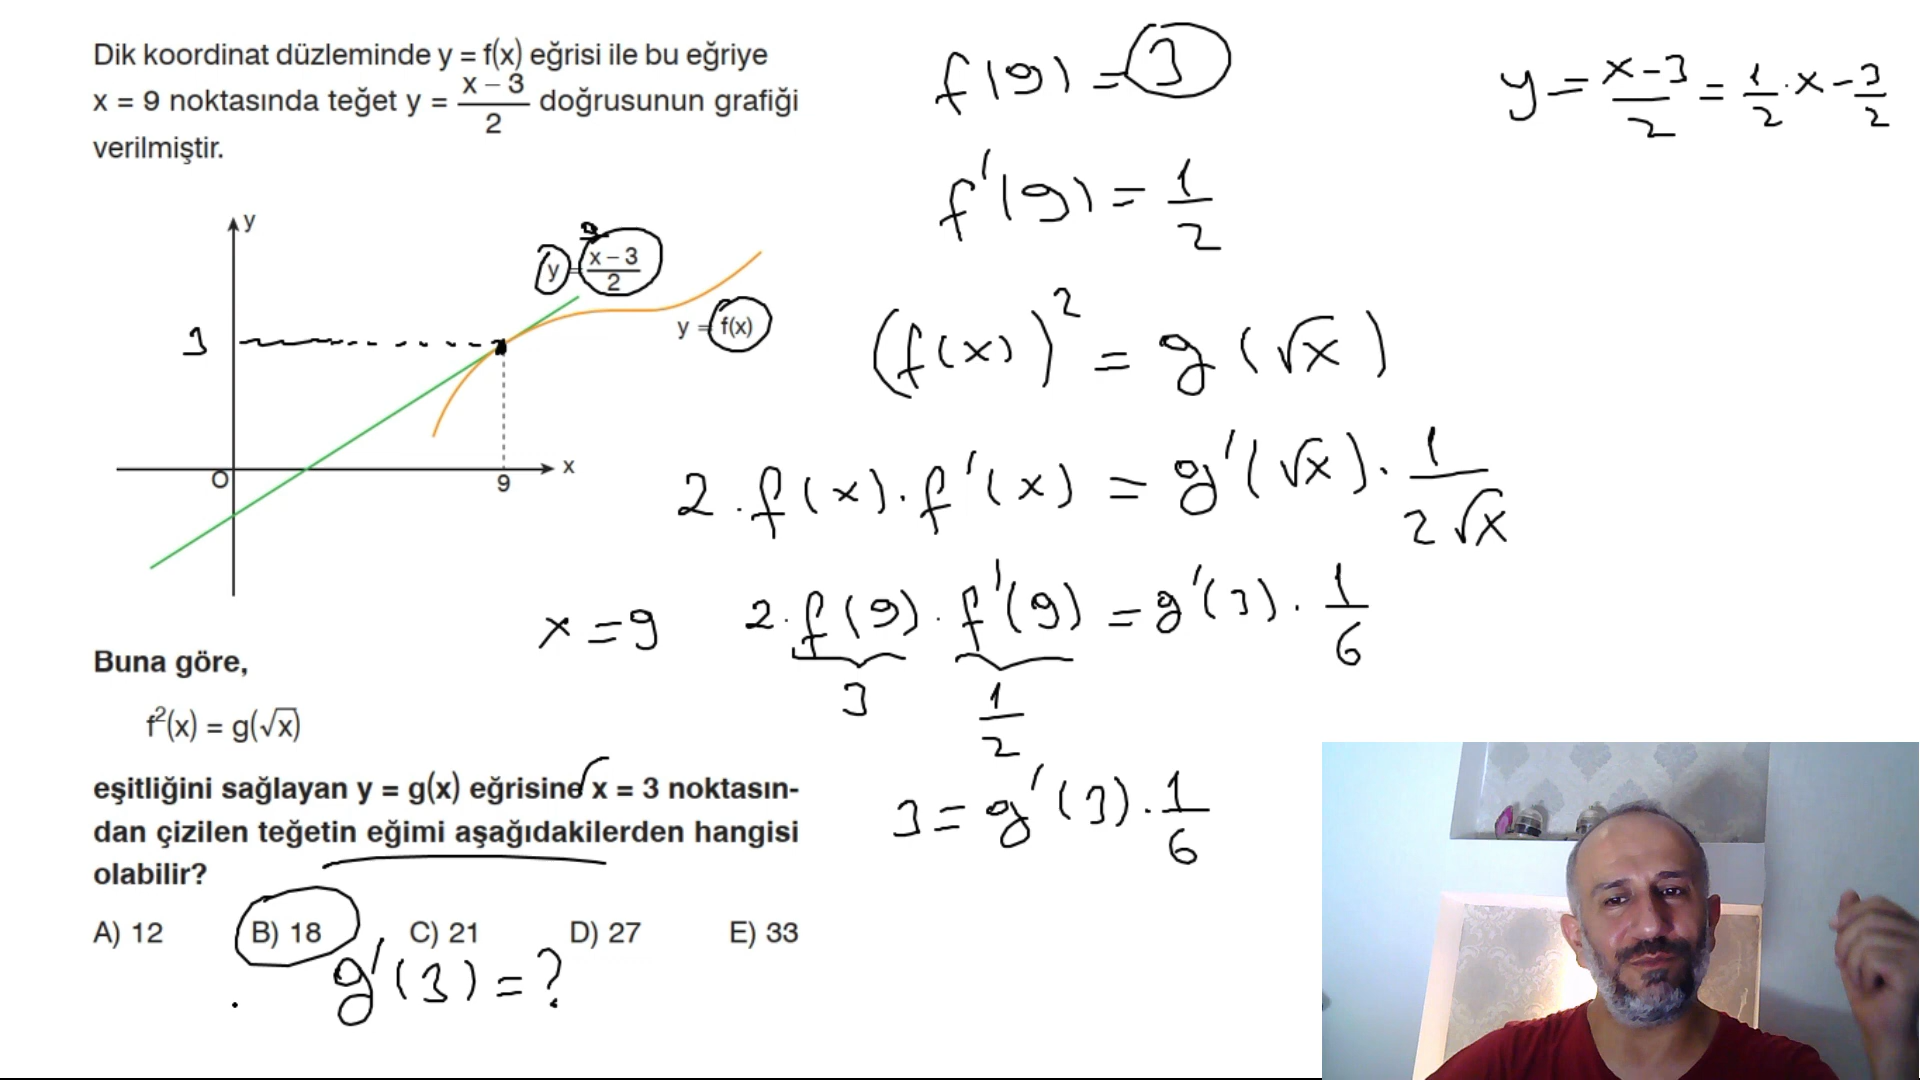 Dik koordinat düzleminde y = f(x) eğrisi ile bu eğriye
x = 9 noktasında teğet y = (x – 3)/2 doğrusunun grafiği
verilmiştir.
y
y = (x – 3)/2
9
y = f(x)
3
O
9
x
Buna göre,
f²(x) = g(√x)
eşitliğini sağlayan y = g(x) eğrisine x = 3 noktasın-
dan çizilen teğetin eğimi aşağıdakilerden hangisi
olabilir?
A) 12 B) 18 C) 21 D) 27 E) 33
g'(3) = ?
f(9) = 3
f'(9) = 1/2
(f(x))² = g(√x)
2 · f(x) · f'(x) = g'(√x) · 1/(2√x)
x = 9 2 · f(9) · f'(9) = g'(3) · 1/6
3 1/2
3 = g'(3) · 1/6
y = (x – 3)/2 = 1/2 · x – 3/2